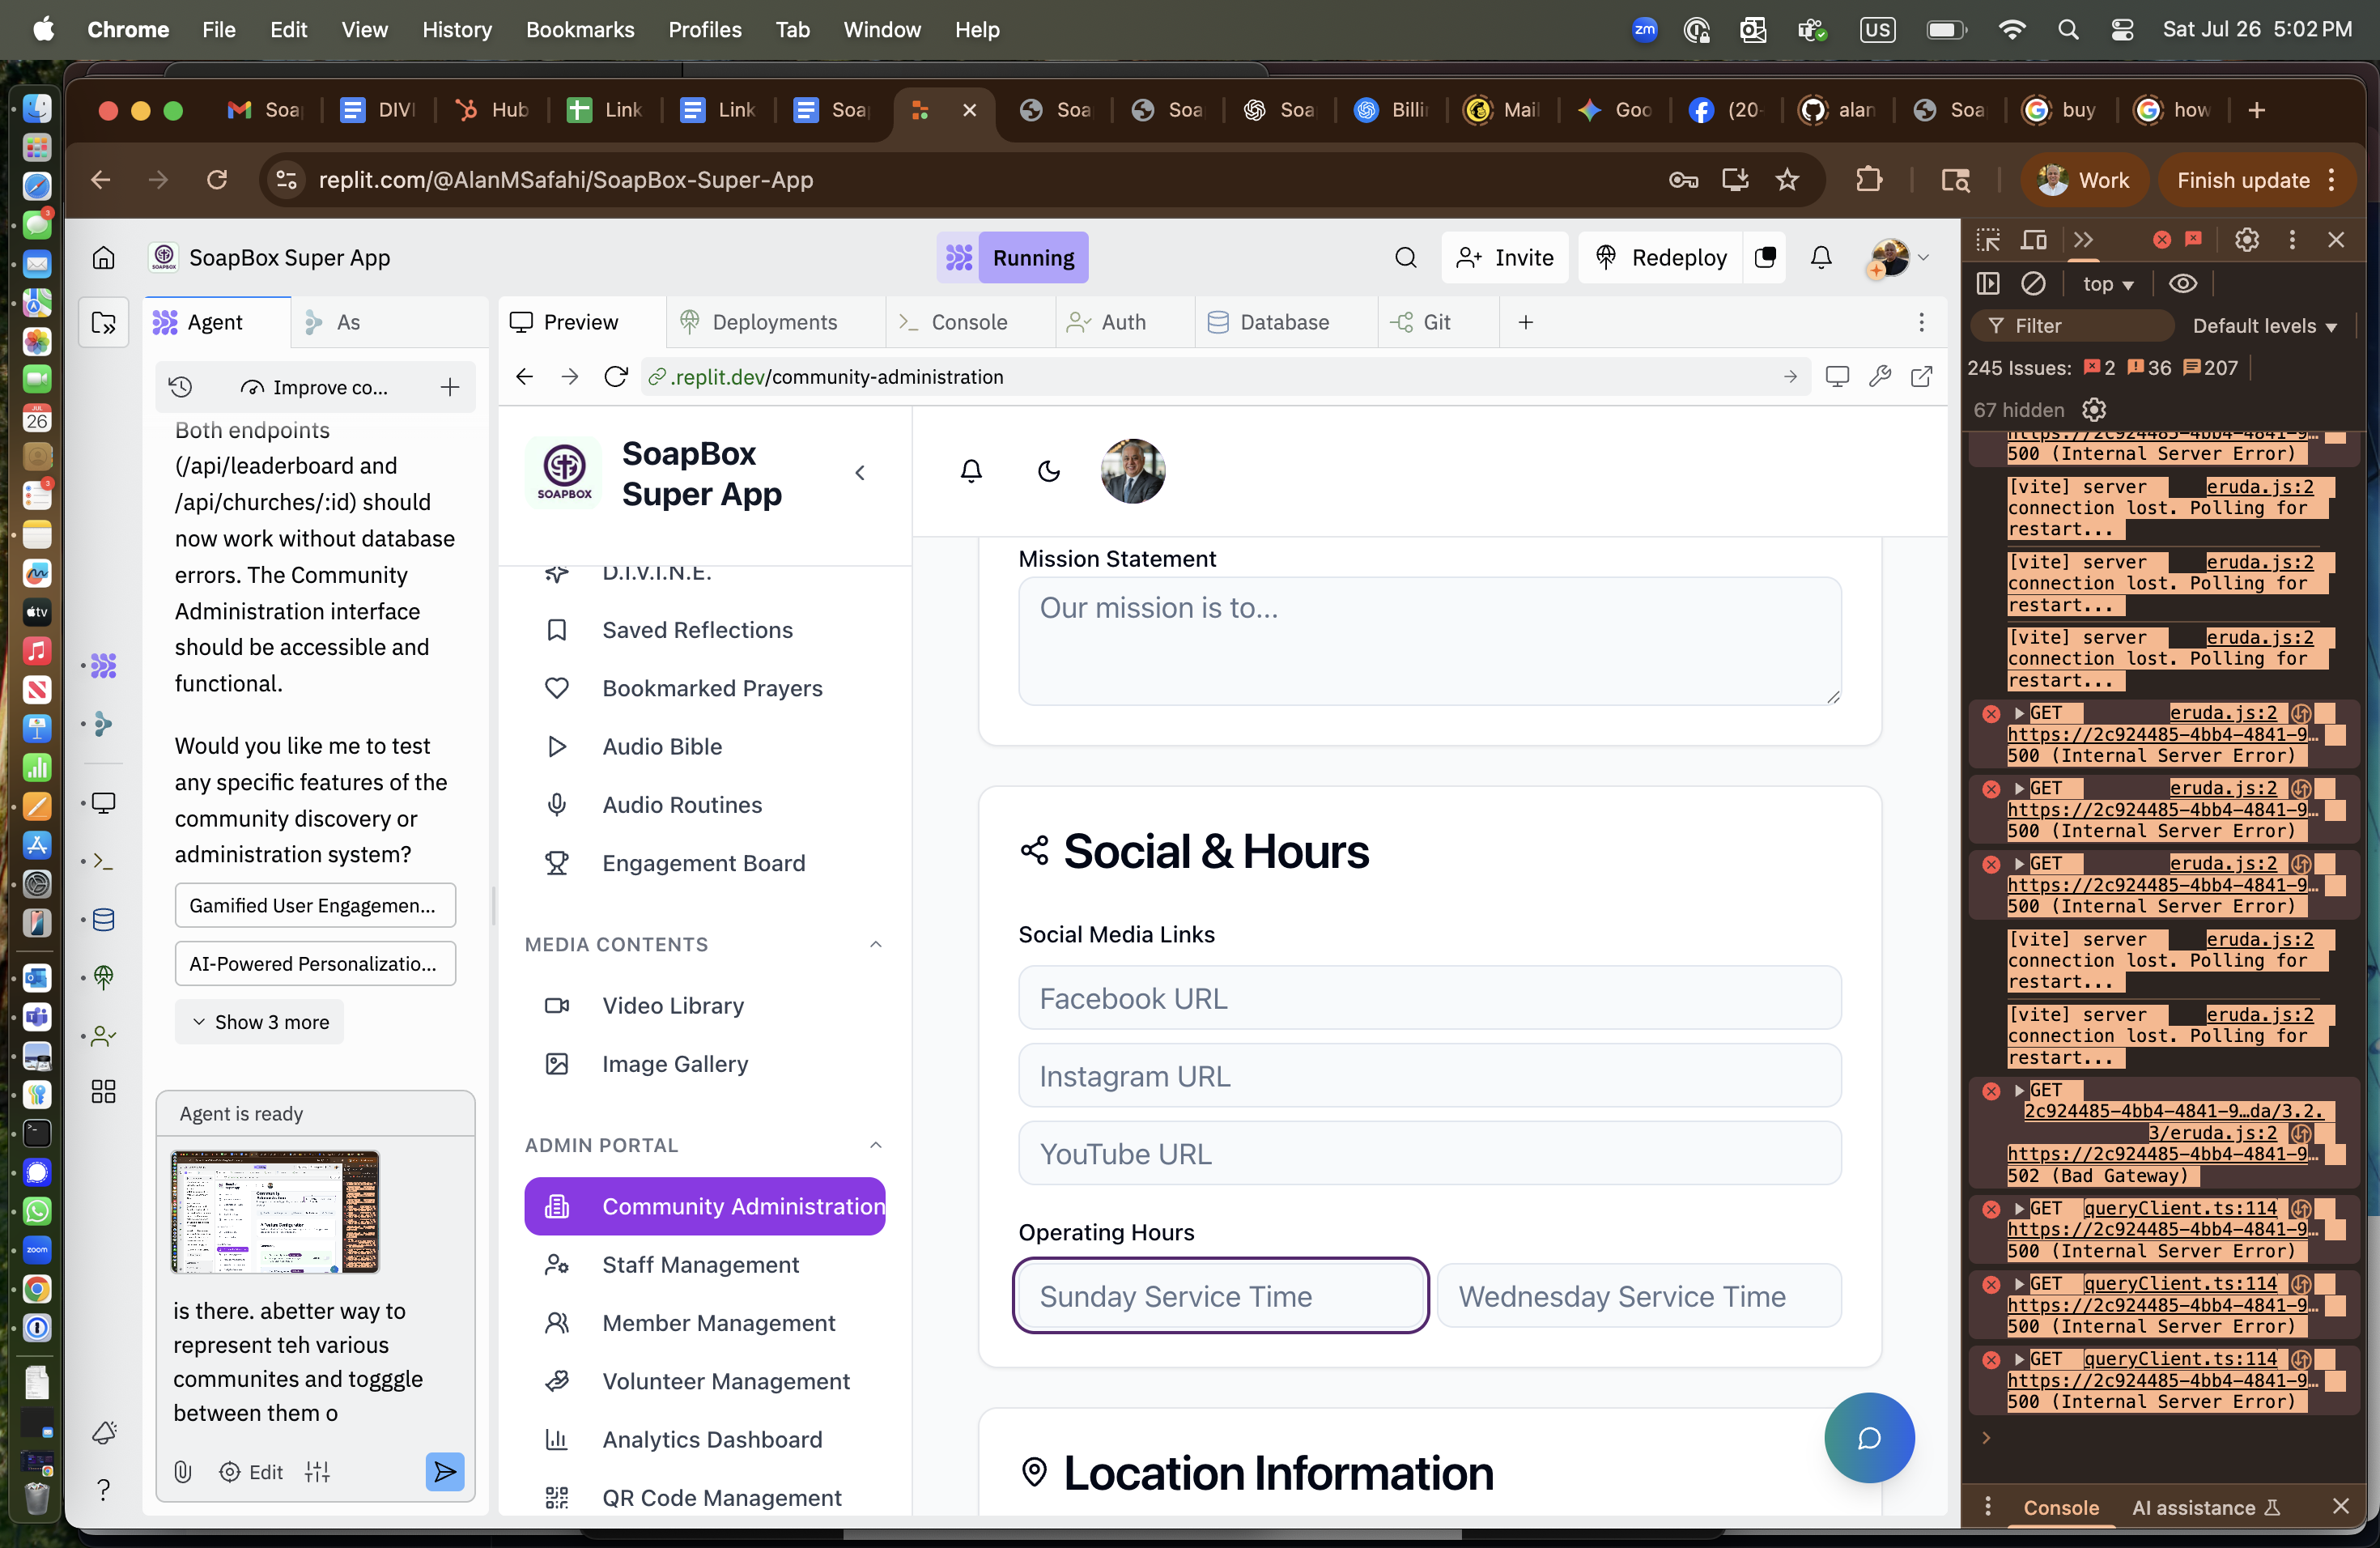 Chrome File Edit View History Bookmarks Profiles Tab Window Help
zm US Sat Jul 26 5:02 PM
Soa DIVI Hub Link Link Soa Soa Soa Soa Billi Mail Goo (20- alan Soa buy how
replit.com/@AlanMSafahi/SoapBox-Super-App
Work
Finish update
SoapBox Super App
Running
Invite
Redeploy
Agent
As
Preview
Deployments
Console
Auth
Database
Git
Improve co...
.replit.dev/community-administration
Both endpoints
(/api/leaderboard and
/api/churches/:id) should
now work without database
errors. The Community
Administration interface
should be accessible and
functional.
Would you like me to test
any specific features of the
community discovery or
administration system?
Gamified User Engagemen...
AI-Powered Personalizatio...
Show 3 more
Agent is ready
is there. abetter way to
represent teh various
communites and togggle
between them o
Edit
SOAPBOX
SoapBox
Super App
D.I.V.I.N.E.
Saved Reflections
Bookmarked Prayers
Audio Bible
Audio Routines
Engagement Board
MEDIA CONTENTS
Video Library
Image Gallery
ADMIN PORTAL
Community Administration
Staff Management
Member Management
Volunteer Management
Analytics Dashboard
QR Code Management
Mission Statement
Our mission is to...
Social & Hours
Social Media Links
Facebook URL
Instagram URL
YouTube URL
Operating Hours
Sunday Service Time
Wednesday Service Time
Location Information
top
Filter
Default levels
245 Issues: 2 36 207
67 hidden
https://2c924485-4bb4-4841-9…
500 (Internal Server Error)
[vite] server eruda.js:2
connection lost. Polling for
restart...
[vite] server eruda.js:2
connection lost. Polling for
restart...
[vite] server eruda.js:2
connection lost. Polling for
restart...
GET eruda.js:2
https://2c924485-4bb4-4841-9…
500 (Internal Server Error)
GET eruda.js:2
https://2c924485-4bb4-4841-9…
500 (Internal Server Error)
GET eruda.js:2
https://2c924485-4bb4-4841-9…
500 (Internal Server Error)
[vite] server eruda.js:2
connection lost. Polling for
restart...
[vite] server eruda.js:2
connection lost. Polling for
restart...
GET
2c924485-4bb4-4841-9…da/3.2.
3/eruda.js:2
https://2c924485-4bb4-4841-9…
502 (Bad Gateway)
GET queryClient.ts:114
https://2c924485-4bb4-4841-9…
500 (Internal Server Error)
GET queryClient.ts:114
https://2c924485-4bb4-4841-9…
500 (Internal Server Error)
GET queryClient.ts:114
https://2c924485-4bb4-4841-9…
500 (Internal Server Error)
Console
AI assistance
JUL
26
tv
zoom